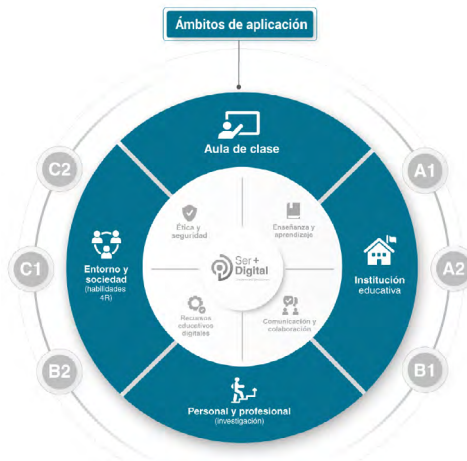 Ámbitos de aplicación
Aula de clase
C2
A1
Ética y
seguridad
Enseñanza y
aprendizaje
Entorno y
sociedad
(habilidades
4R)
C1
Ser+
Digital
Institución
educativa
A2
Recursos
educativos
digitales
Comunicación y
colaboración
B2
B1
Personal y profesional
(investigación)